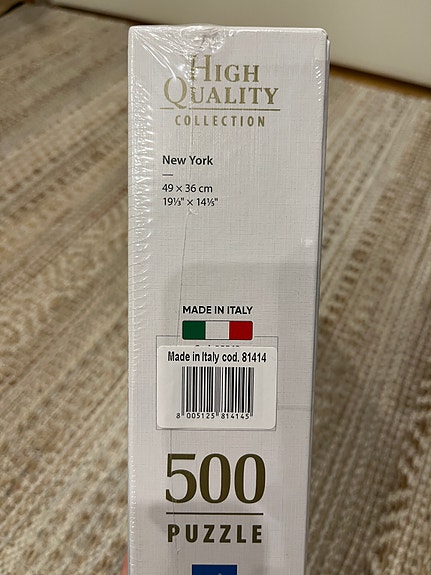 HIGH
QUALITY
COLLECTION
New York
49 × 36 cm
19⅓" × 14⅕"
MADE IN ITALY
Made in Italy cod. 81414
8 005125 814145
500
PUZZLE